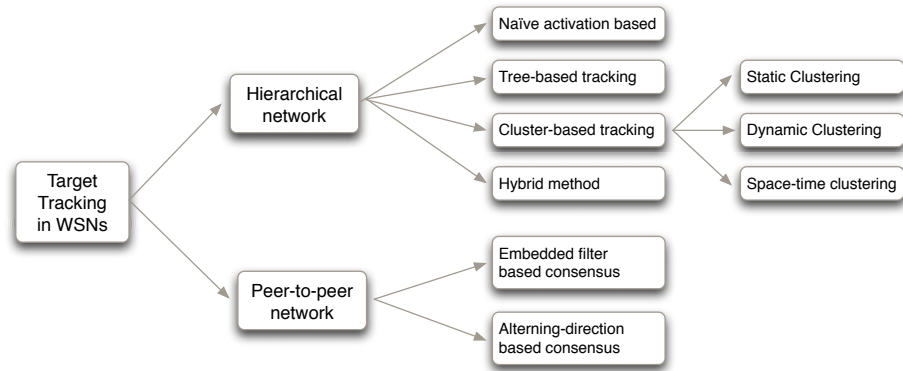 Target
Tracking
in WSNs
Hierarchical
network
Peer-to-peer
network
Naïve activation based
Tree-based tracking
Cluster-based tracking
Hybrid method
Embedded filter
based consensus
Alterning-direction
based consensus
Static Clustering
Dynamic Clustering
Space-time clustering